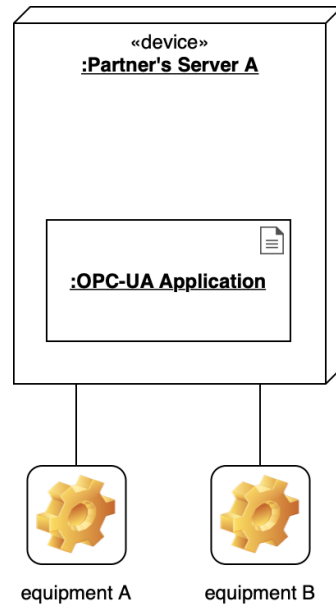 «device»
:Partner's Server A
:OPC-UA Application
equipment A
equipment B